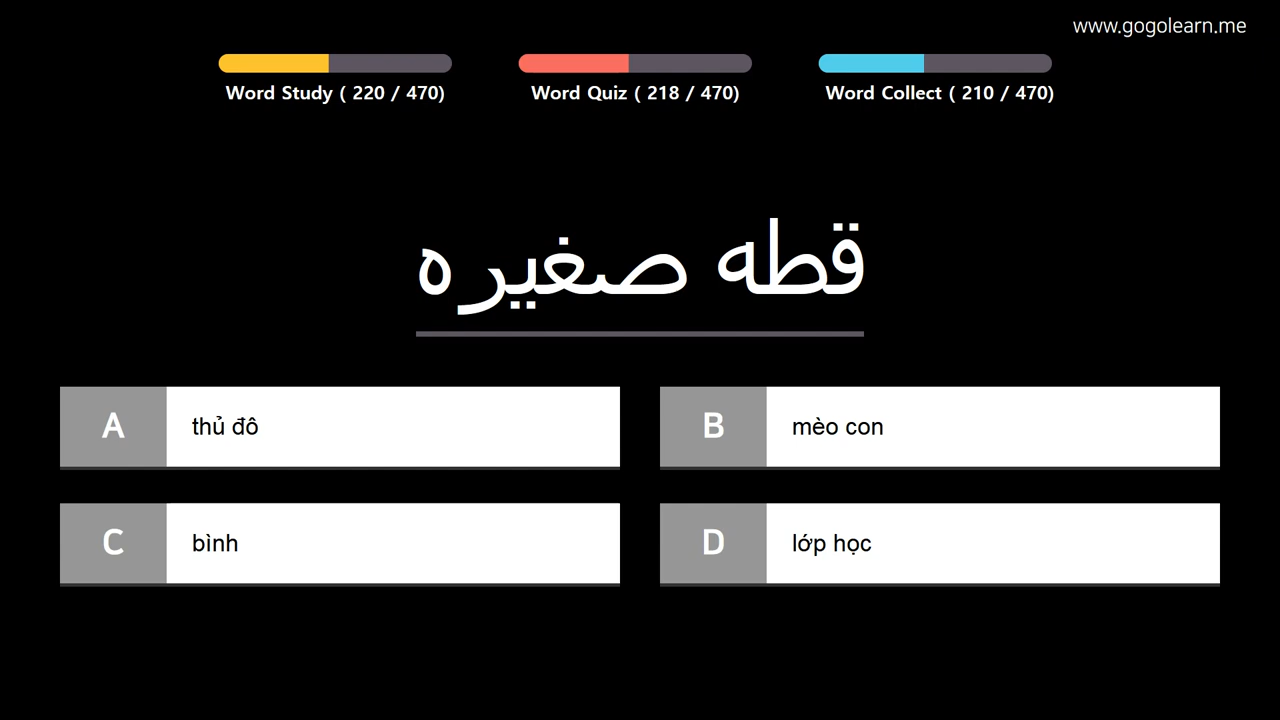 www.gogolearn.me
Word Study ( 220 / 470)
Word Quiz ( 218 / 470)
Word Collect ( 210 / 470)
قطه صغيره
A thủ đô
B mèo con
C bình
D lớp học